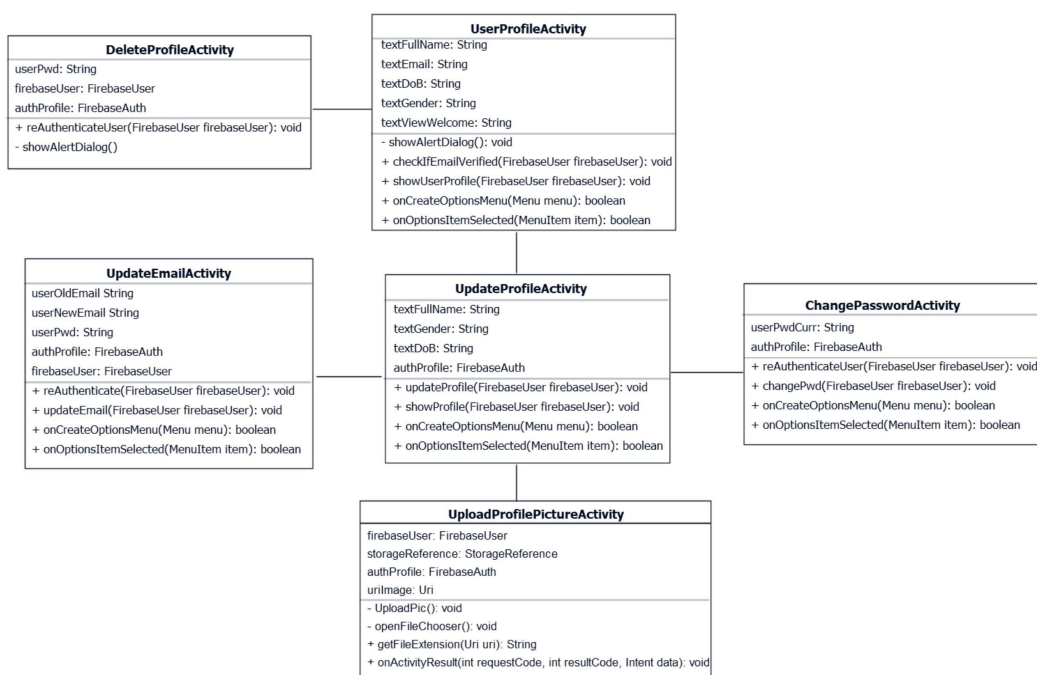 UserProfileActivity
textFullName: String
textEmail: String
textDoB: String
textGender: String
textViewWelcome: String
- showAlertDialog(): void
+ checkIfEmailVerified(FirebaseUser firebaseUser): void
+ showUserProfile(FirebaseUser firebaseUser): void
+ onCreateOptionsMenu(Menu menu): boolean
+ onOptionsItemSelected(MenuItem item): boolean
DeleteProfileActivity
userPwd: String
firebaseUser: FirebaseUser
authProfile: FirebaseAuth
+ reAuthenticateUser(FirebaseUser firebaseUser): void
- showAlertDialog()
UpdateEmailActivity
userOldEmail String
userNewEmail String
userPwd: String
authProfile: FirebaseAuth
firebaseUser: FirebaseUser
+ reAuthenticate(FirebaseUser firebaseUser): void
+ updateEmail(FirebaseUser firebaseUser): void
+ onCreateOptionsMenu(Menu menu): boolean
+ onOptionsItemSelected(MenuItem item): boolean
UpdateProfileActivity
textFullName: String
textGender: String
textDoB: String
authProfile: FirebaseAuth
+ updateProfile(FirebaseUser firebaseUser): void
+ showProfile(FirebaseUser firebaseUser): void
+ onCreateOptionsMenu(Menu menu): boolean
+ onOptionsItemSelected(MenuItem item): boolean
ChangePasswordActivity
userPwdCurr: String
authProfile: FirebaseAuth
+ reAuthenticateUser(FirebaseUser firebaseUser): void
+ changePwd(FirebaseUser firebaseUser): void
+ onCreateOptionsMenu(Menu menu): boolean
+ onOptionsItemSelected(MenuItem item): boolean
UploadProfilePictureActivity
firebaseUser: FirebaseUser
storageReference: StorageReference
authProfile: FirebaseAuth
uriImage: Uri
- UploadPic(): void
- openFileChooser(): void
+ getFileExtension(Uri uri): String
+ onActivityResult(int requestCode, int resultCode, Intent data): void